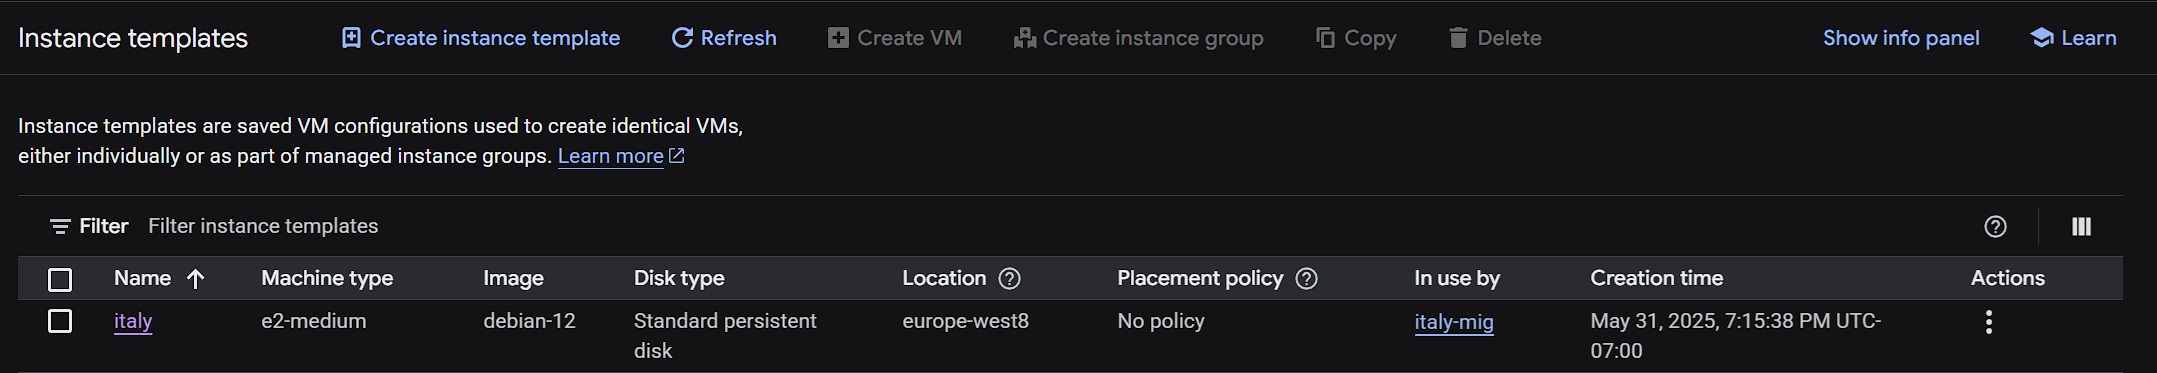 Instance templates Create instance template Refresh Create VM Create instance group Copy Delete Show info panel Learn
Instance templates are saved VM configurations used to create identical VMs,
either individually or as part of managed instance groups. Learn more
Filter Filter instance templates
Name Machine type Image Disk type Location Placement policy In use by Creation time Actions
italy e2-medium debian-12 Standard persistent europe-west8 No policy italy-mig May 31, 2025, 7:15:38 PM UTC-
disk 07:00